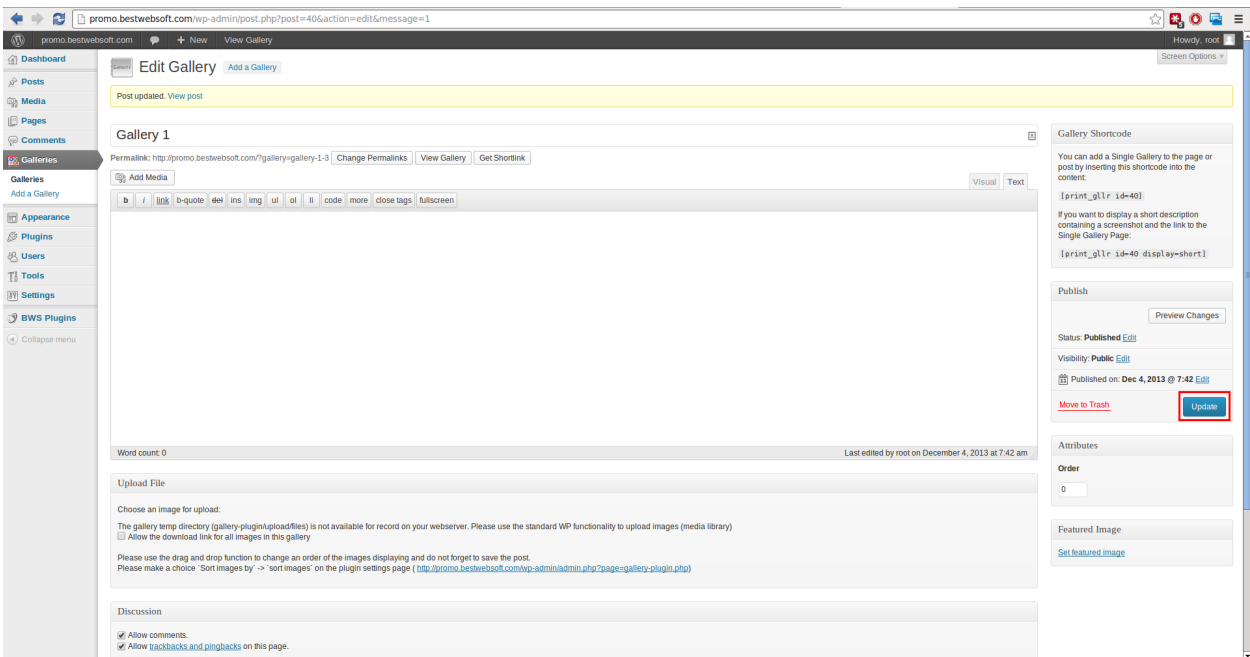 promo.bestwebsoft.com/wp-admin/post.php?post=40&action=edit&message=1
promo.bestwebsoft.com + New View Gallery Howdy, root
Screen Options
Dashboard
Posts
Media
Pages
Comments
Galleries
Galleries
Add a Gallery
Appearance
Plugins
Users
Tools
Settings
BWS Plugins
Collapse menu
Edit Gallery Add a Gallery
Post updated. View post
Gallery 1
Permalink: http://promo.bestwebsoft.com/?gallery=gallery-1-3 Change Permalinks View Gallery Get Shortlink
Add Media Visual Text
b i link b-quote del ins img ul ol li code more close tags fullscreen
Word count: 0 Last edited by root on December 4, 2013 at 7:42 am
Upload File
Choose an image for upload:
The gallery temp directory (gallery-plugin/upload/files) is not available for record on your webserver. Please use the standard WP functionality to upload images (media library)
Allow the download link for all images in this gallery
Please use the drag and drop function to change an order of the images displaying and do not forget to save the post.
Please make a choice `Sort images by` -> `sort images` on the plugin settings page ( http://promo.bestwebsoft.com/wp-admin/admin.php?page=gallery-plugin.php)
Discussion
Allow comments.
Allow trackbacks and pingbacks on this page.
Gallery Shortcode
You can add a Single Gallery to the page or
post by inserting this shortcode into the
content:
[print_gllr id=40]
If you want to display a short description
containing a screenshot and the link to the
Single Gallery Page:
[print_gllr id=40 display=short]
Publish
Preview Changes
Status: Published Edit
Visibility: Public Edit
Published on: Dec 4, 2013 @ 7:42 Edit
Move to Trash Update
Attributes
Order
0
Featured Image
Set featured image